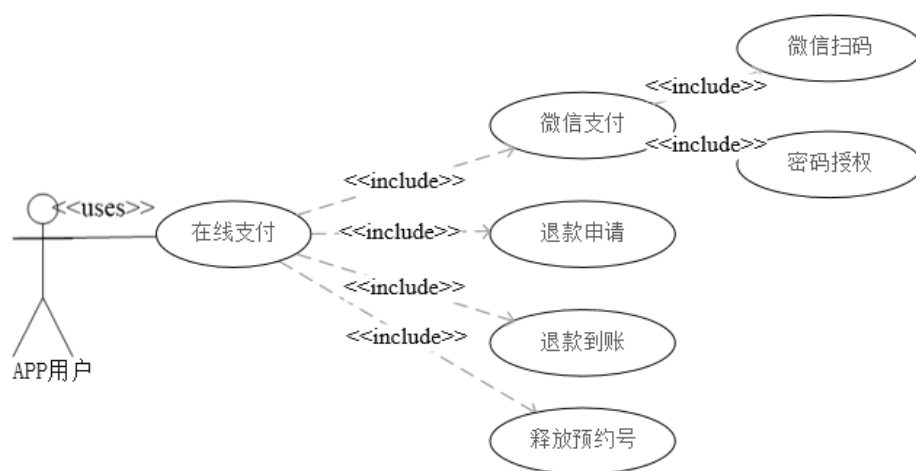 微信扫码
<<include>>
微信支付
<<include>>
密码授权
<<include>>
<<uses>>
在线支付
<<include>>
退款申请
<<include>>
<<include>>
退款到账
APP用户
释放预约号